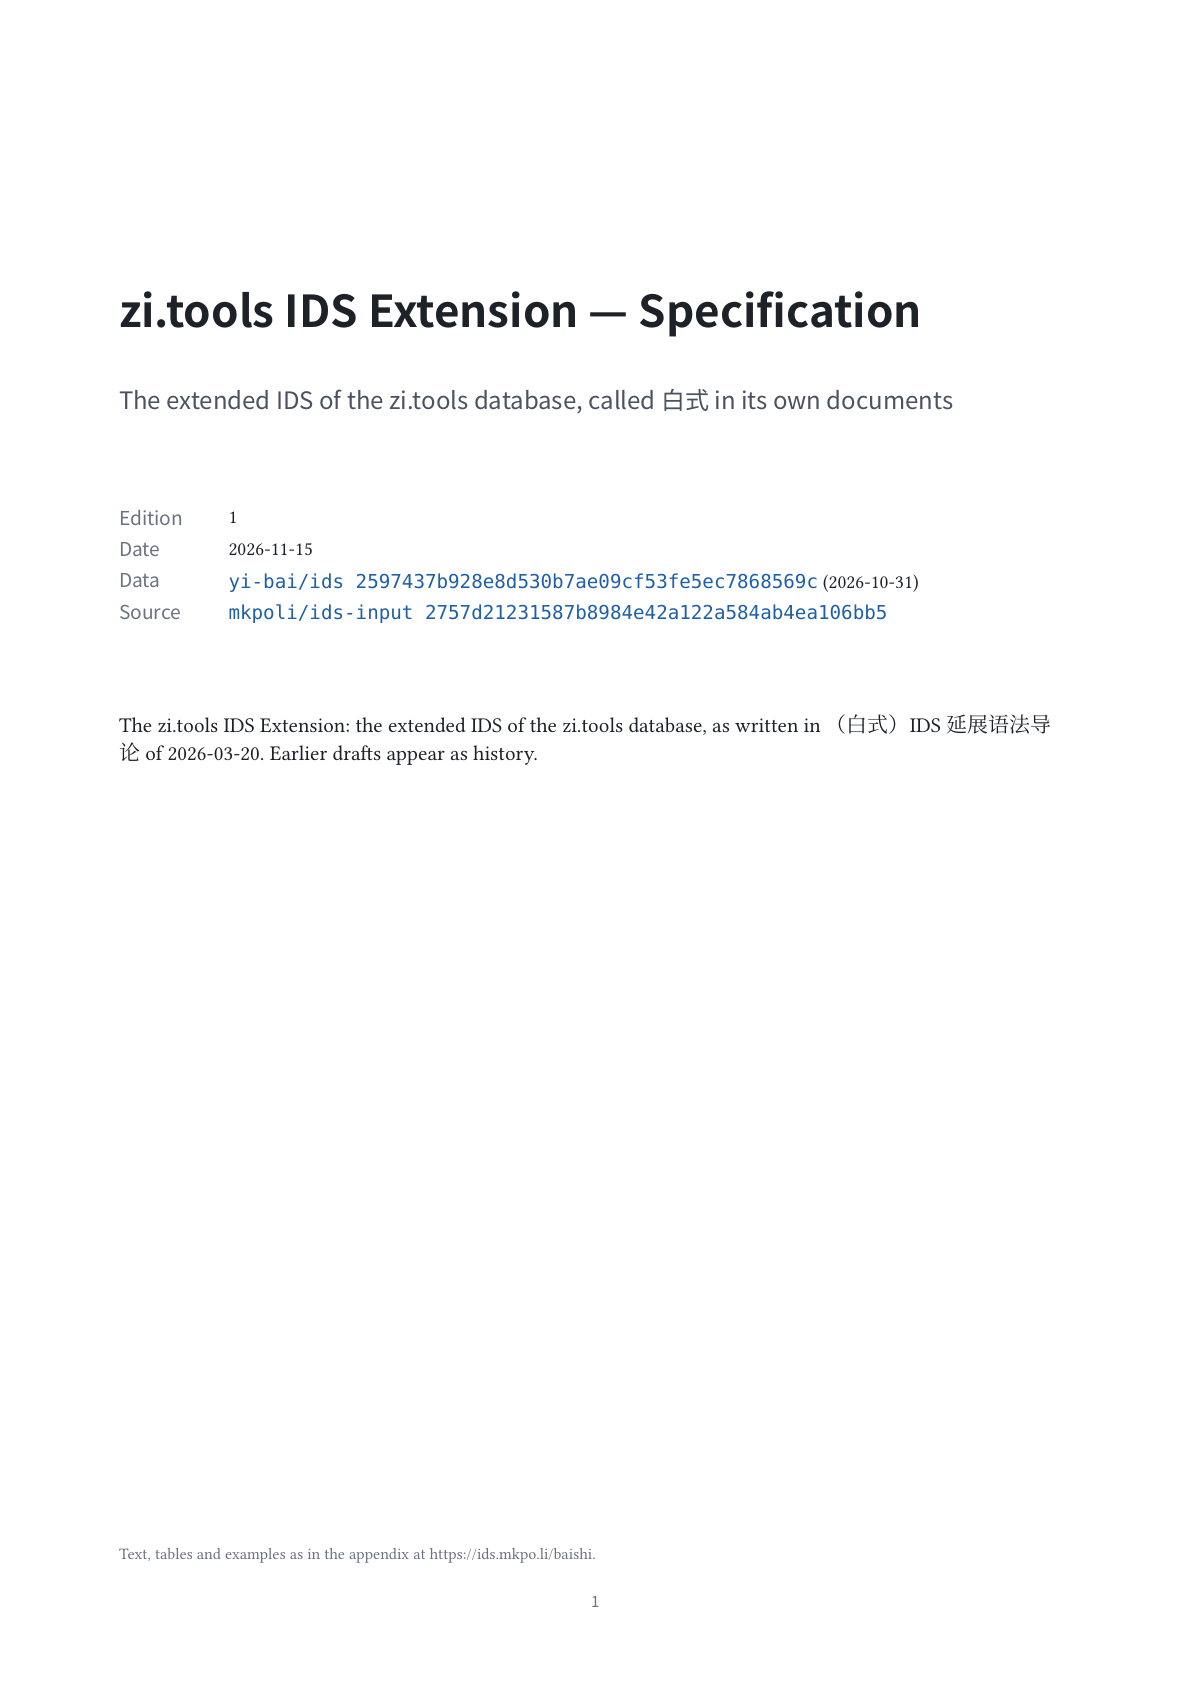 zi.tools IDS Extension — Specification
The extended IDS of the zi.tools database, called 白式 in its own documents
Edition 1
Date 2026-11-15
Data yi-bai/ids 2597437b928e8d530b7ae09cf53fe5ec7868569c (2026-10-31)
Source mkpoli/ids-input 2757d21231587b8984e42a122a584ab4ea106bb5
The zi.tools IDS Extension: the extended IDS of the zi.tools database, as written in （白式）IDS 延展语法导
论 of 2026-03-20. Earlier drafts appear as history.
Text, tables and examples as in the appendix at https://ids.mkpo.li/baishi.
1